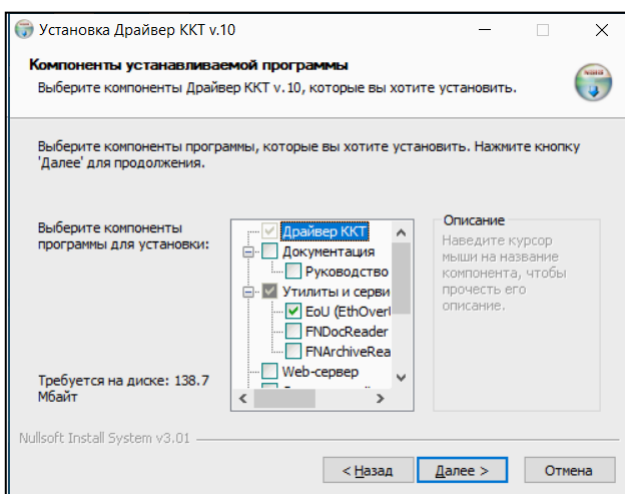 Установка Драйвер ККТ v.10
Компоненты устанавливаемой программы
Выберите компоненты Драйвер ККТ v.10, которые вы хотите установить.
Выберите компоненты программы, которые вы хотите установить. Нажмите кнопку
'Далее' для продолжения.
Выберите компоненты
программы для установки:
Драйвер ККТ
Документация
Руководство
Утилиты и серви
EoU (EthOver
FNDocReader
FNArchiveRea
Web-сервер
Описание
Наведите курсор
мыши на название
компонента, чтобы
прочесть его
описание.
Требуется на диске: 138.7
Мбайт
Nullsoft Install System v3.01
< Назад
Далее >
Отмена